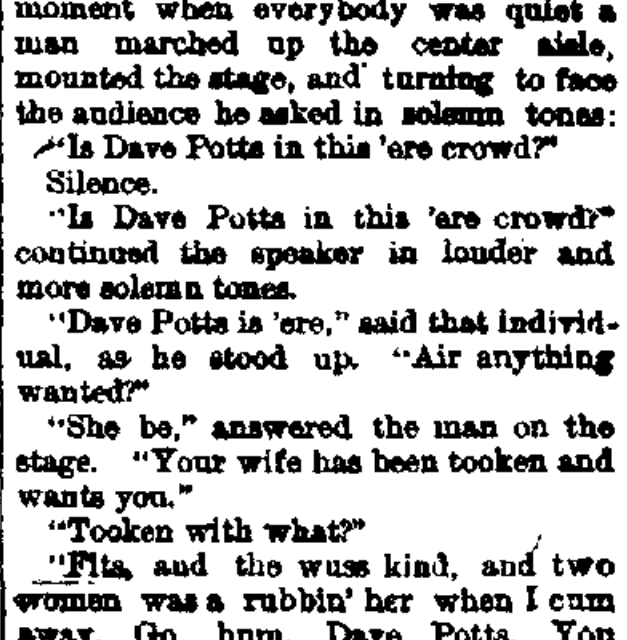 moment when everybody was quiet a
man marched up the center aisle,
mounted the stage, and turning to face
the audience he asked in solemn tones:
"Is Dave Potts in this 'ere crowd?"
Silence.
"Is Dave Potts in this 'ere crowd?"
continued the speaker in louder and
more solemn tones.
"Dave Potts is 'ere," said that individ-
ual, as he stood up. "Air anything
wanted?"
"She be," answered the man on the
stage. "Your wife has been tooken and
wants you."
"Tooken with what?"
"Fits, and the wuss kind, and two
women was a rubbin' her when I cum
away. Go hum, Dave Potts. You